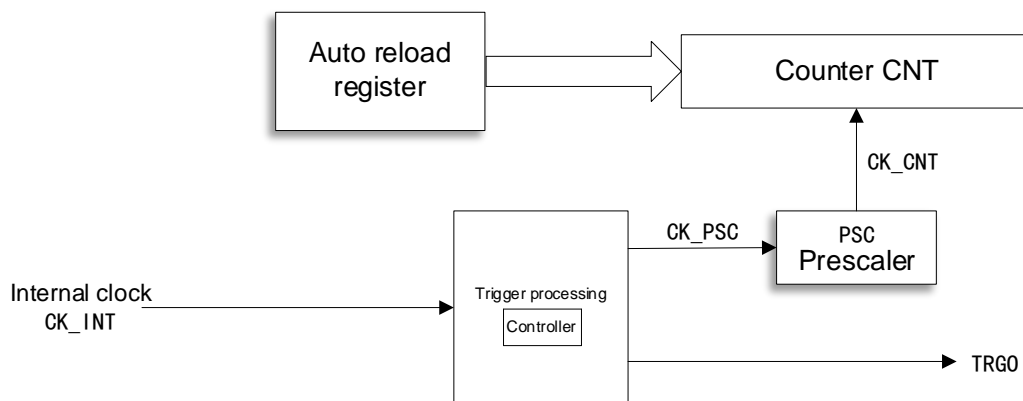 Auto reload
register
Counter CNT
CK_CNT
CK_PSC
PSC
Prescaler
Internal clock
CK_INT
Trigger processing
Controller
TRGO